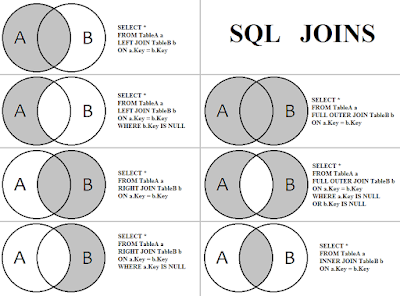 A B
SELECT *
FROM TableA a
LEFT JOIN TableB b
ON a.Key = b.Key
SQL JOINS
A B
SELECT *
FROM TableA a
LEFT JOIN TableB b
ON a.Key = b.Key
WHERE b.Key IS NULL
A B
SELECT *
FROM TableA a
FULL OUTER JOIN TableB b
ON a.Key = b.Key
A B
SELECT *
FROM TableA a
RIGHT JOIN TableB b
ON a.Key = b.Key
A B
SELECT *
FROM TableA a
FULL OUTER JOIN TableB b
ON a.Key = b.Key
WHERE a.Key IS NULL
OR b.Key IS NULL
A B
SELECT *
FROM TableA a
RIGHT JOIN TableB b
ON a.Key = b.Key
WHERE a.Key IS NULL
A B
SELECT *
FROM TableA a
INNER JOIN TableB b
ON a.Key = b.Key